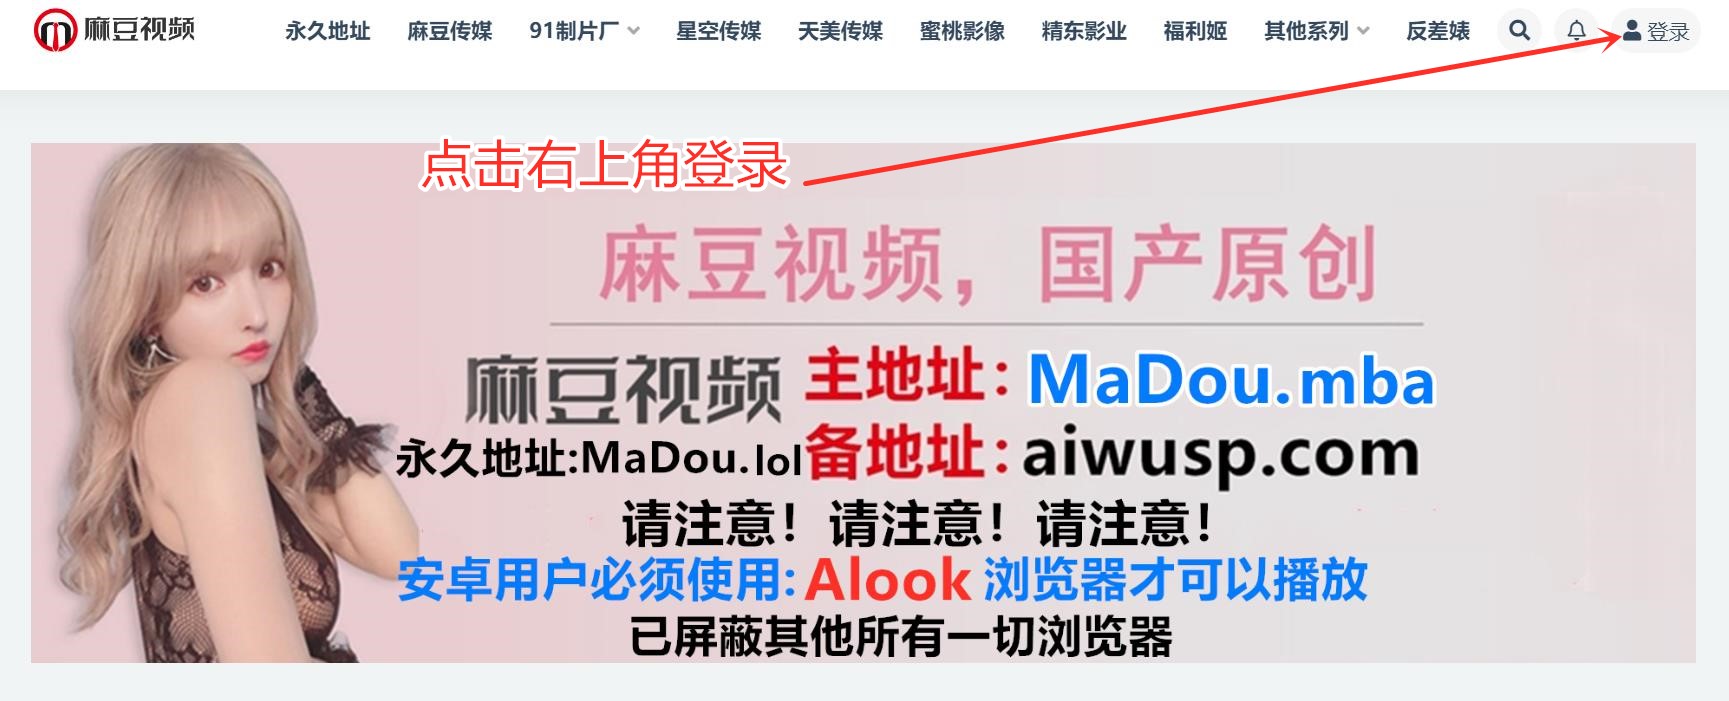 麻豆视频
永久地址 麻豆传媒 91制片厂 星空传媒 天美传媒 蜜桃影像 精东影业 福利姬 其他系列 反差婊 登录
点击右上角登录
麻豆视频，国产原创
麻豆视频 主地址：MaDou.mba
永久地址:MaDou.lol 备地址：aiwusp.com
请注意！请注意！请注意！
安卓用户必须使用:Alook 浏览器才可以播放
已屏蔽其他所有一切浏览器